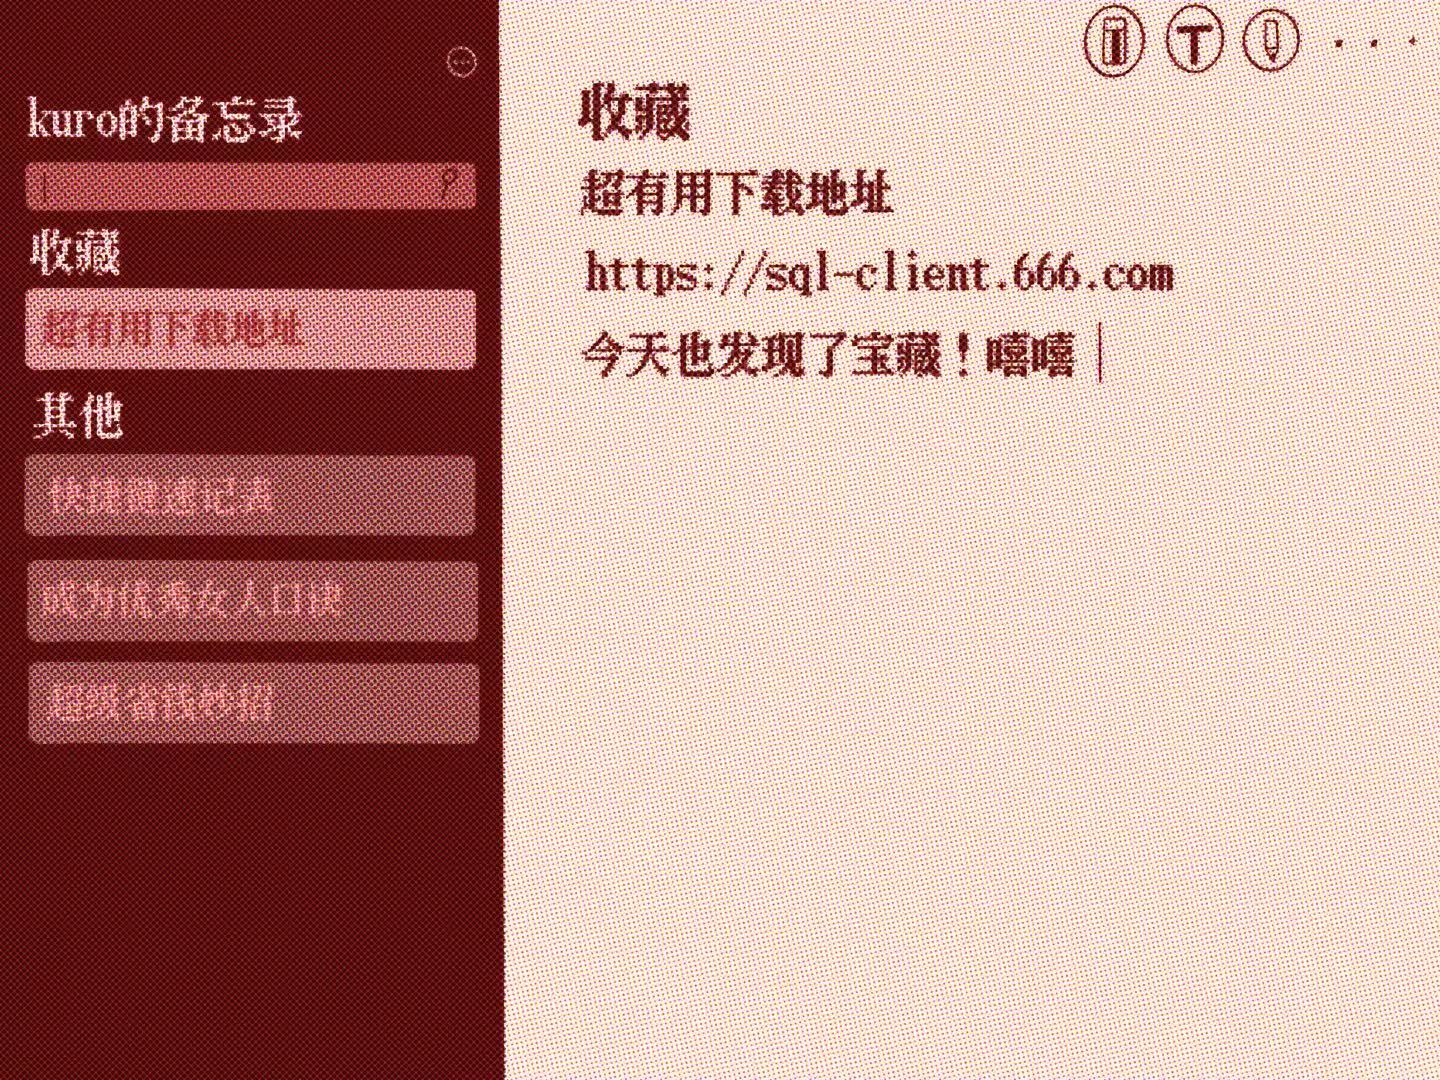 kuro的备忘录
收藏
超有用下载地址
其他
快捷键速记表
成为优秀女人口诀
超级省钱妙招
T
收藏
超有用下载地址
https://sql-client.666.com
今天也发现了宝藏！嘻嘻